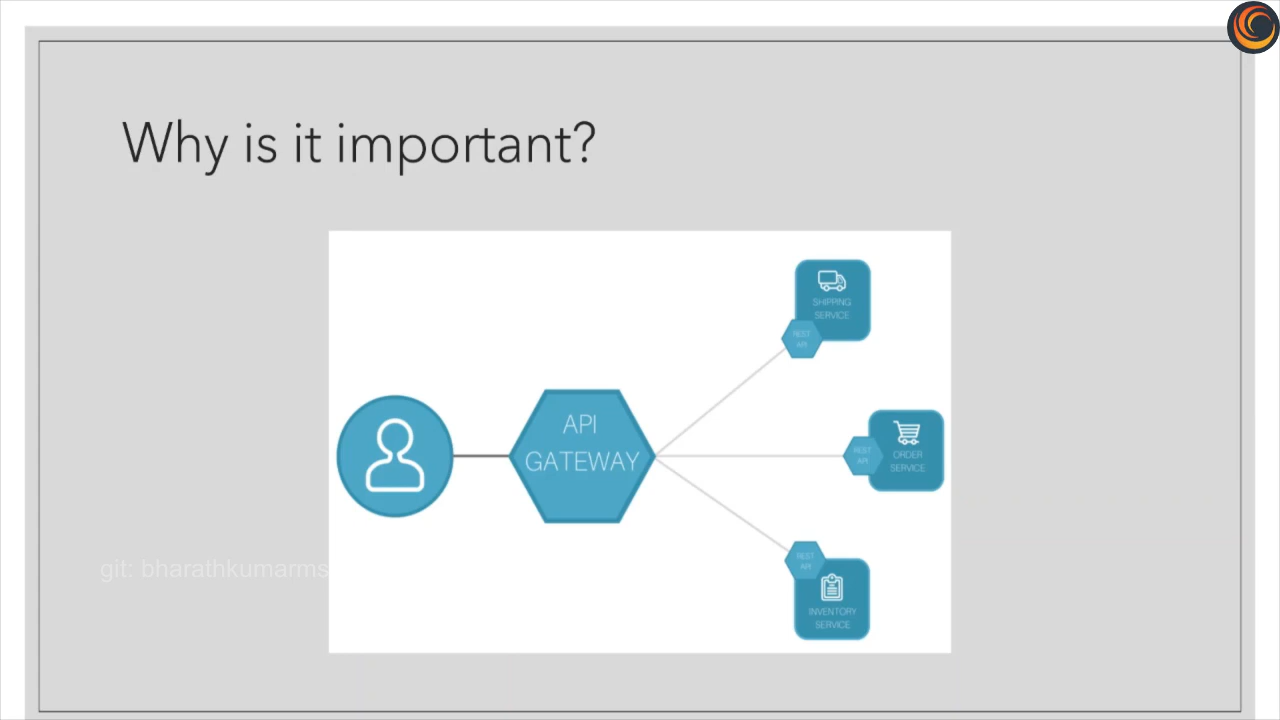 Why is it important?
SHIPPING
SERVICE
REST
API
API
GATEWAY
REST
API
ORDER
SERVICE
git: bharathkumarms
REST
API
INVENTORY
SERVICE